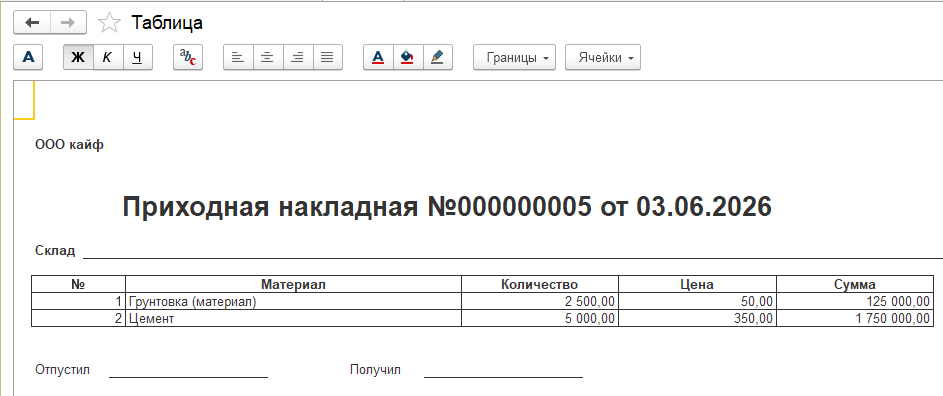 Таблица
А Ж К Ч abc А Границы Ячейки
ООО кайф
Приходная накладная №000000005 от 03.06.2026
Склад
№ Материал Количество Цена Сумма
1 Грунтовка (материал) 2 500,00 50,00 125 000,00
2 Цемент 5 000,00 350,00 1 750 000,00
Отпустил Получил